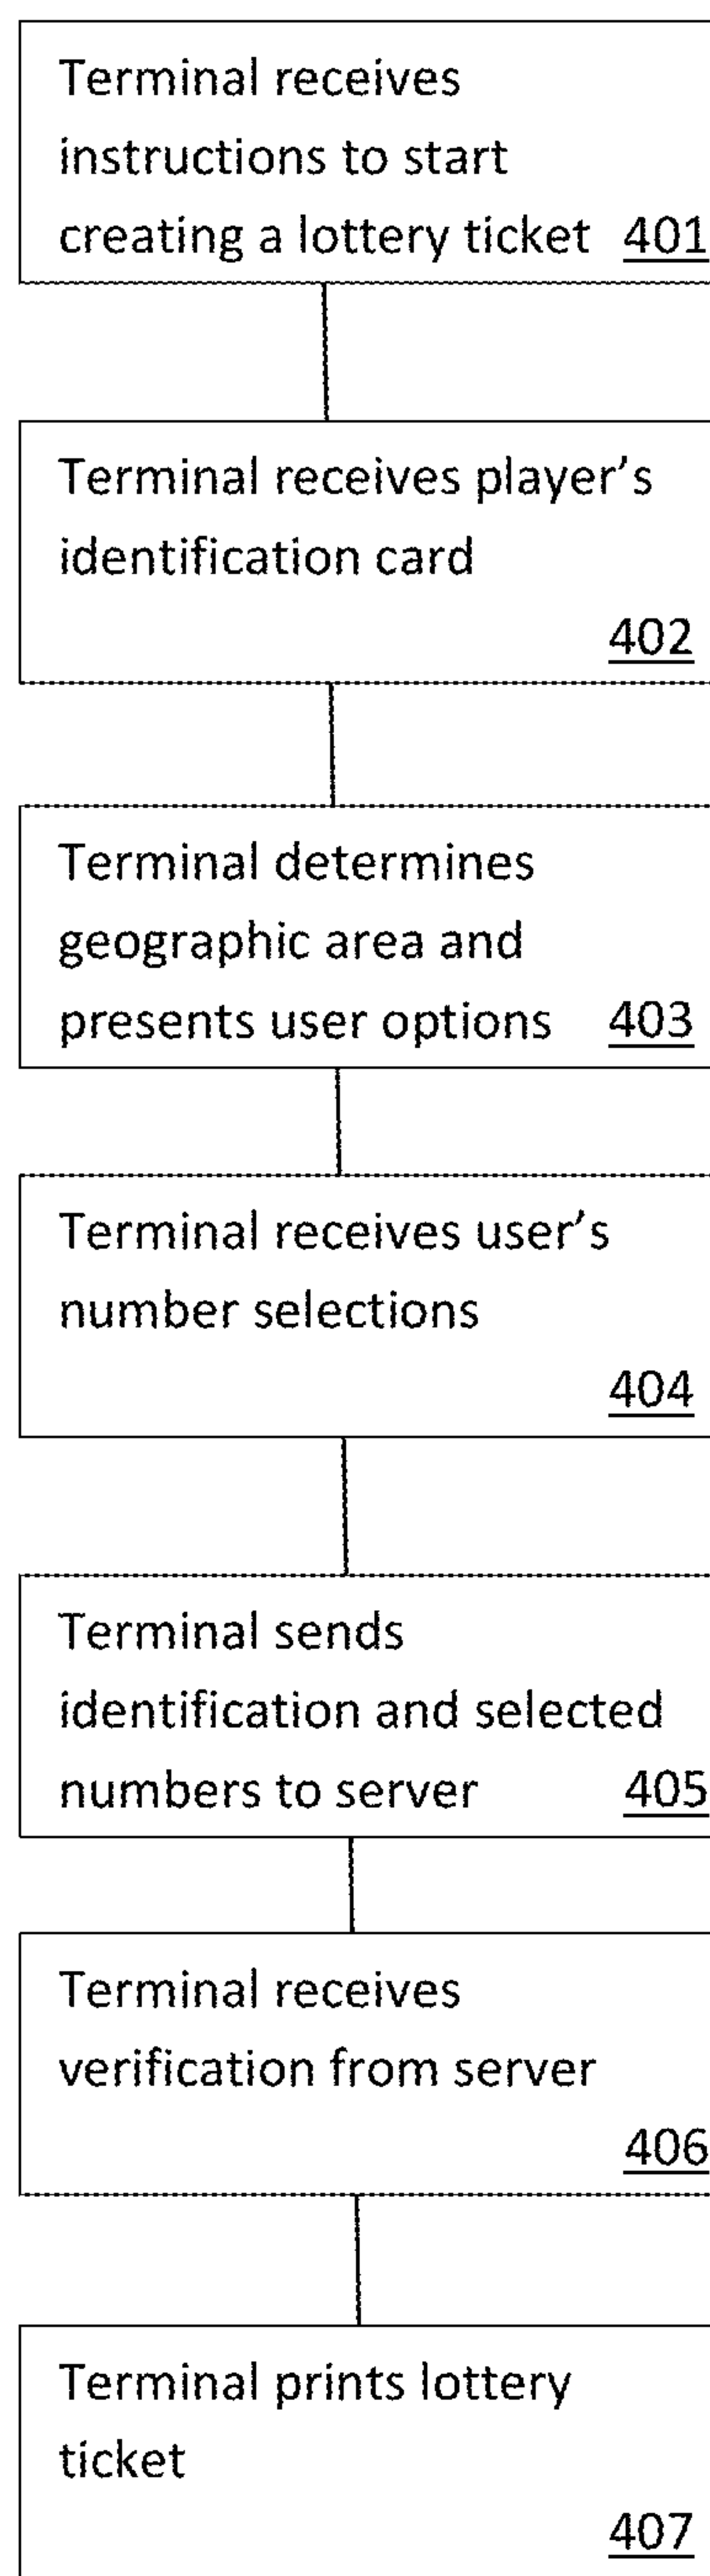 Terminal receives
instructions to start
creating a lottery ticket 401
Terminal receives player’s
identification card
402
Terminal determines
geographic area and
presents user options 403
Terminal receives user’s
number selections
404
Terminal sends
identification and selected
numbers to server 405
Terminal receives
verification from server
406
Terminal prints lottery
ticket
407